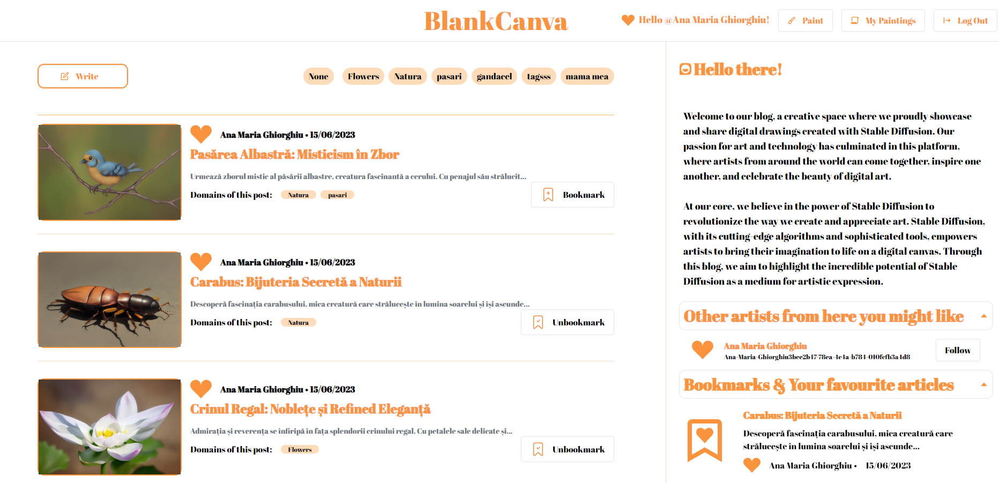 BlankCanva
Hello @Ana Maria Ghiorghiu!
Paint
My Paintings
Log Out
Write
None
Flowers
Natura
pasari
gandacel
tagsss
mama mea
Ana Maria Ghiorghiu • 15/06/2023
Pasărea Albastră: Misticism în Zbor
Urmează zborul mistic al păsării albastre, creatura fascinantă a cerului. Cu penajul său strălucit...
Domains of this post:
Natura
pasari
Bookmark
Ana Maria Ghiorghiu • 15/06/2023
Carabus: Bijuteria Secretă a Naturii
Descoperă fascinația carabusului, mica creatură care strălucește în lumina soarelui și își ascunde...
Domains of this post:
Natura
Unbookmark
Ana Maria Ghiorghiu • 15/06/2023
Crinul Regal: Noblețe și Refined Eleganță
Admirația și reverența se înfiripă în fața splendorii crinului regal. Cu petalele sale delicate și...
Domains of this post:
Flowers
Unbookmark
Hello there!
Welcome to our blog, a creative space where we proudly showcase
and share digital drawings created with Stable Diffusion. Our
passion for art and technology has culminated in this platform,
where artists from around the world can come together, inspire one
another, and celebrate the beauty of digital art.
At our core, we believe in the power of Stable Diffusion to
revolutionize the way we create and appreciate art. Stable Diffusion,
with its cutting-edge algorithms and sophisticated tools, empowers
artists to bring their imagination to life on a digital canvas. Through
this blog, we aim to highlight the incredible potential of Stable
Diffusion as a medium for artistic expression.
Other artists from here you might like
Ana Maria Ghiorghiu
Ana-Maria-Ghiorghiu3bee2b47-78ea-4c4a-b784-010fefb3a4d8
Follow
Bookmarks & Your favourite articles
Carabus: Bijuteria Secretă a Naturii
Descoperă fascinația carabusului, mica creatură care
strălucește în lumina soarelui și își ascunde...
Ana Maria Ghiorghiu • 15/06/2023